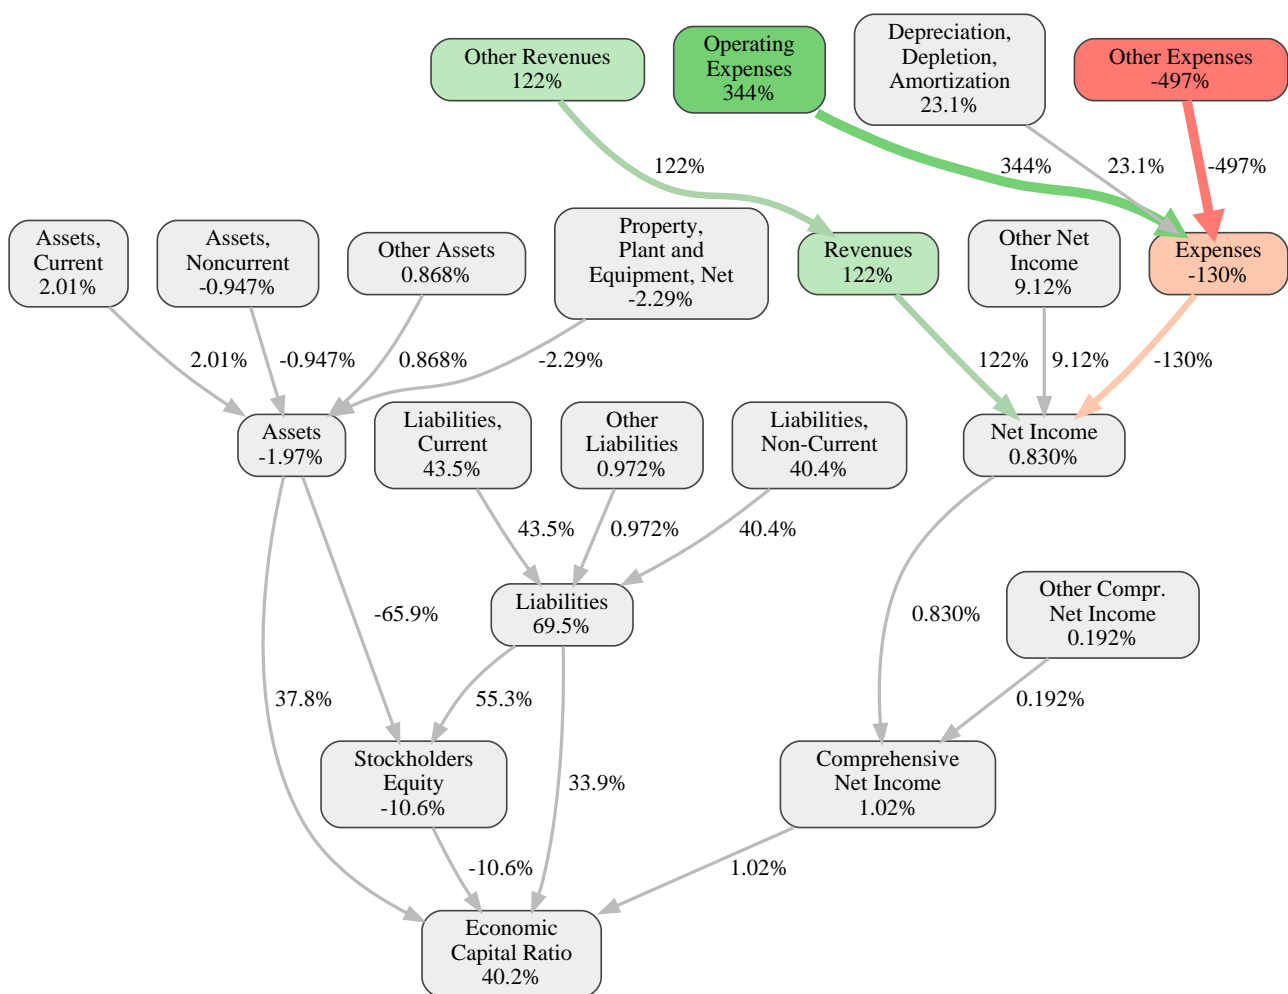 Other Revenues
122%
Operating
Expenses
344%
Depreciation,
Depletion,
Amortization
23.1%
Other Expenses
-497%
122%
344%
23.1%
-497%
Assets,
Current
2.01%
Assets,
Noncurrent
-0.947%
Other Assets
0.868%
Property,
Plant and
Equipment, Net
-2.29%
Revenues
122%
Other Net
Income
9.12%
Expenses
-130%
2.01%
-0.947%
0.868%
-2.29%
122%
9.12%
-130%
Assets
-1.97%
Liabilities,
Current
43.5%
Other
Liabilities
0.972%
Liabilities,
Non-Current
40.4%
Net Income
0.830%
43.5%
0.972%
40.4%
Liabilities
69.5%
Other Compr.
Net Income
0.192%
-65.9%
0.830%
37.8%
55.3%
0.192%
Stockholders
Equity
-10.6%
33.9%
Comprehensive
Net Income
1.02%
-10.6%
1.02%
Economic
Capital Ratio
40.2%